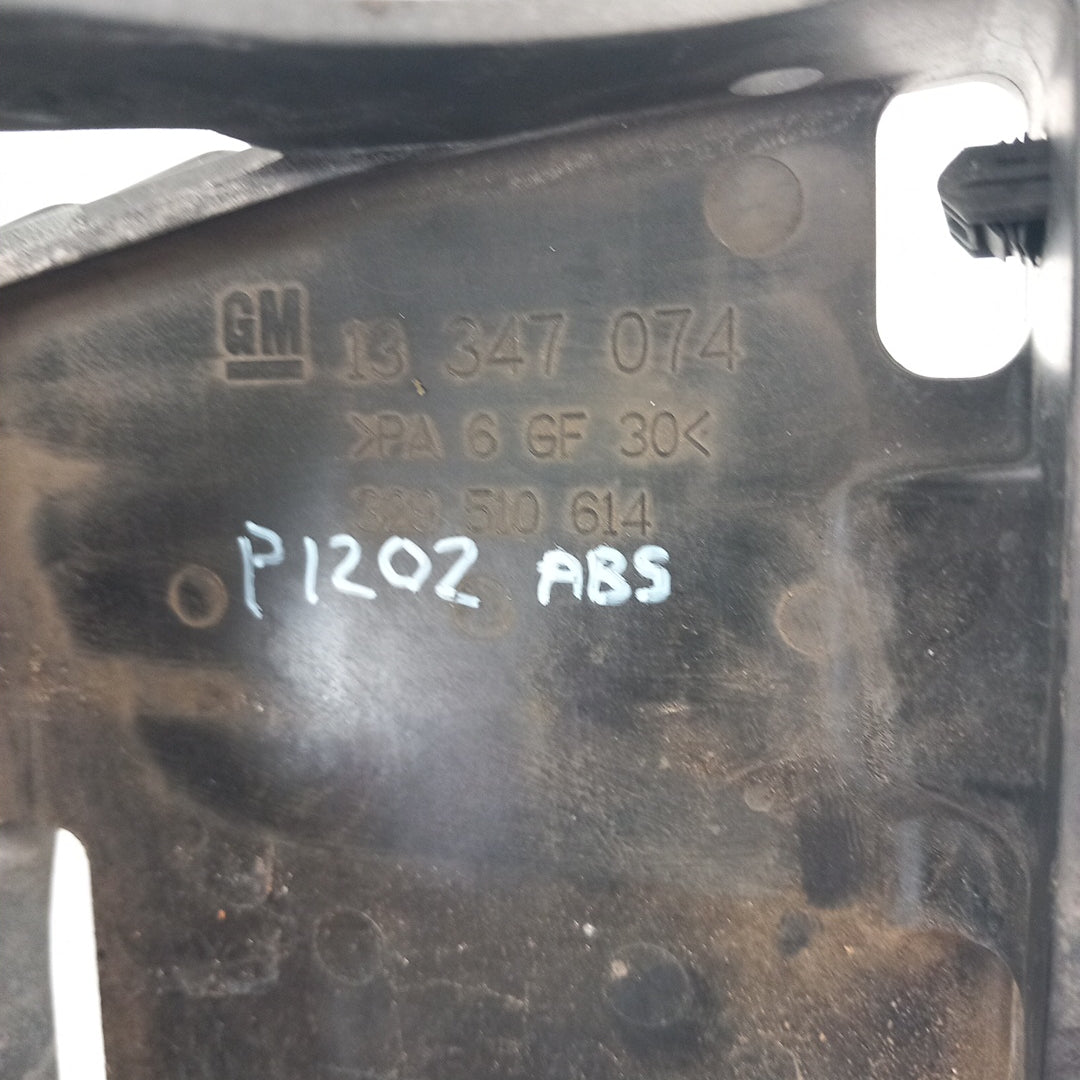 GM 13 347 074
>PA 6 GF 30<
510 614
P1202 ABS